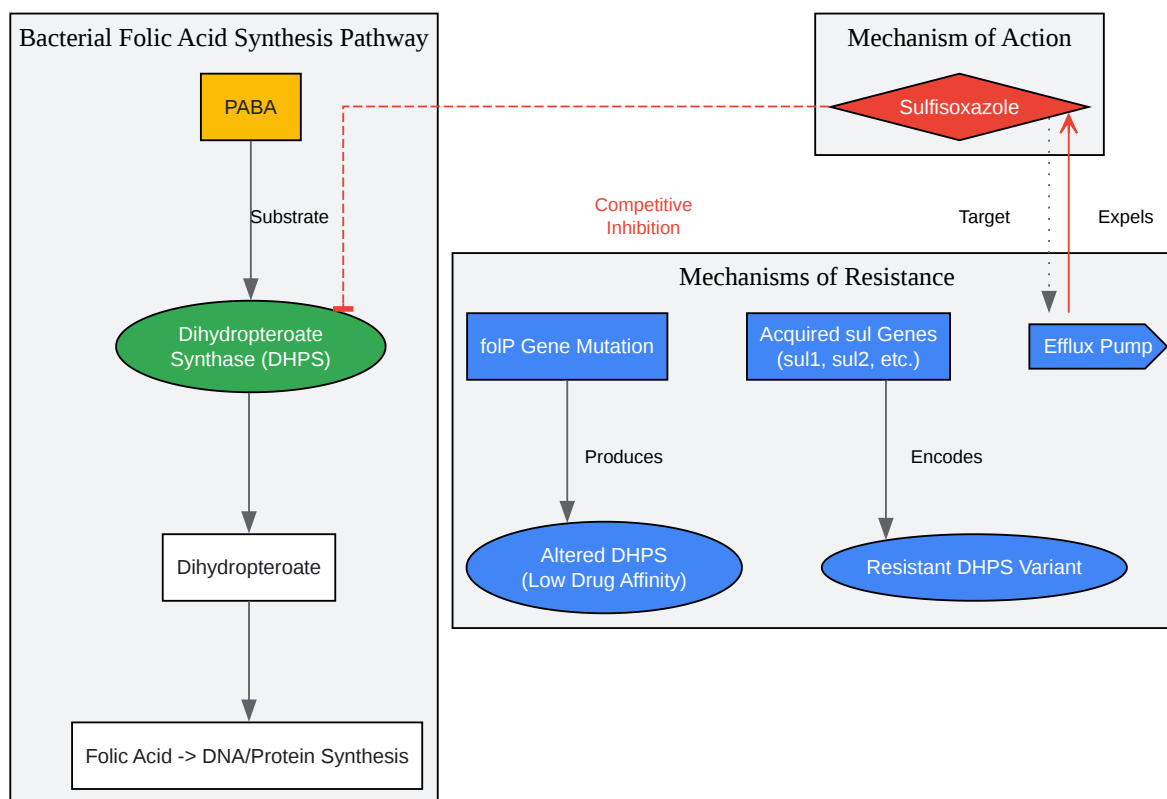 Bacterial Folic Acid Synthesis Pathway
Mechanism of Action
PABA
Sulfisoxazole
Substrate
Competitive
Inhibition
Target
Expels
Mechanisms of Resistance
Dihydropteroate
Synthase (DHPS)
folP Gene Mutation
Acquired sul Genes
(sul1, sul2, etc.)
Efflux Pump
Produces
Encodes
Dihydropteroate
Altered DHPS
(Low Drug Affinity)
Resistant DHPS Variant
Folic Acid -> DNA/Protein Synthesis